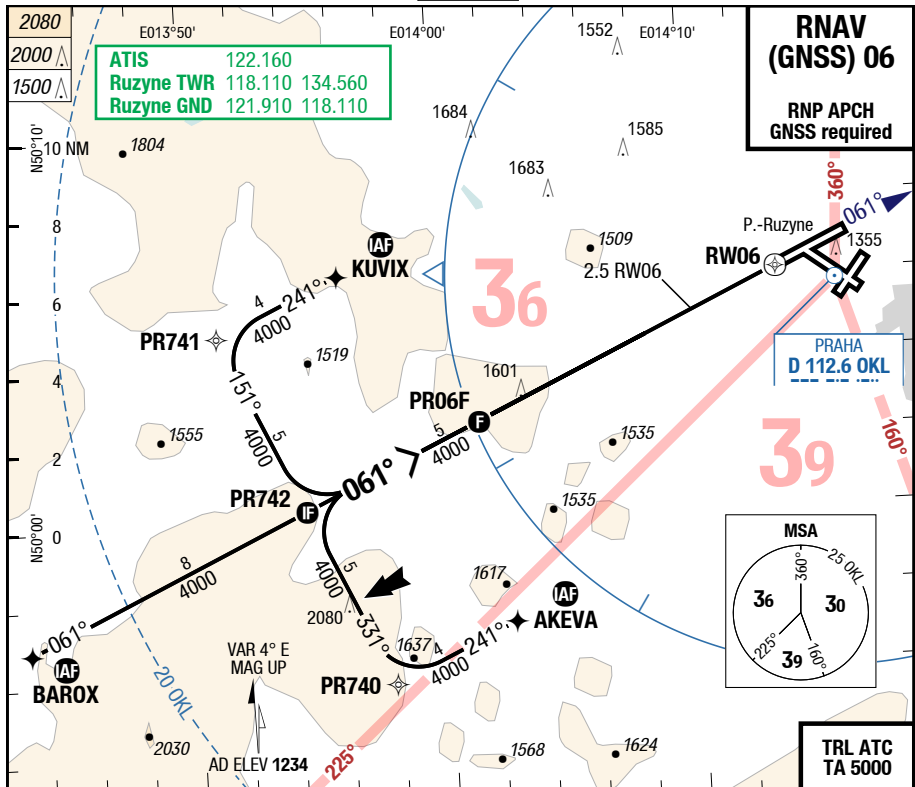 2080
2000
1500
E013°50'
E014°00'
E014°10'
1552
RNAV
(GNSS) 06
RNP APCH
GNSS required
ATIS 122.160
Ruzyne TWR 118.110 134.560
Ruzyne GND 121.910 118.110
N50°10'
10 NM
1804
1684
1585
1683
360°
061°
8
P.-Ruzyne
1355
1509
RW06
2.5 RW06
IAF
KUVIX
241°
4
4000
36
6
PR741
1519
PRAHA
D 112.6 OKL
4
151°
1601
PR06F
F
5
4000
5
4000
1555
1535
39
160°
2
061°
PR742
IF
1535
N50°00'
0
MSA
25 OKL
360°
36
30
225°
160°
39
8
4000
5
4000
1617
IAF
AKEVA
2080
331°
241°
4
4000
061°
1637
IAF
BAROX
VAR 4° E
MAG UP
PR740
20 OKL
2030
AD ELEV 1234
225°
1568
1624
TRL ATC
TA 5000